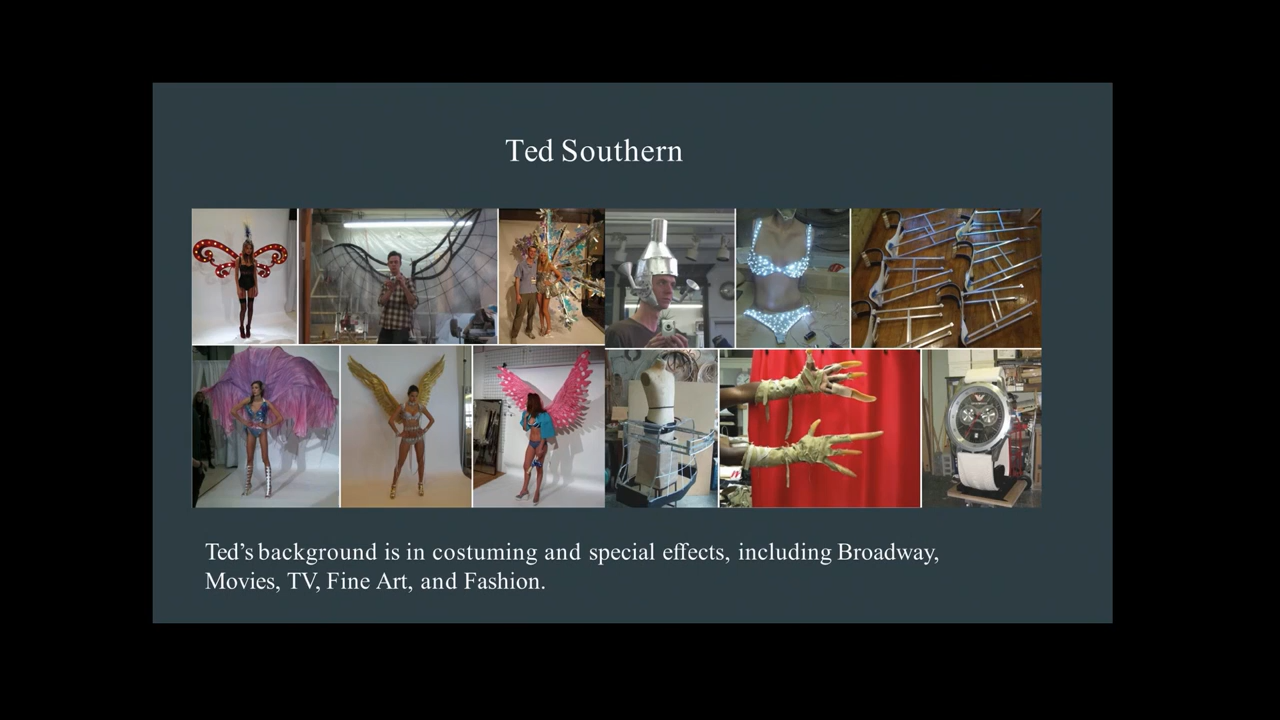 Ted Southern
Ted's background is in costuming and special effects, including Broadway,
Movies, TV, Fine Art, and Fashion.